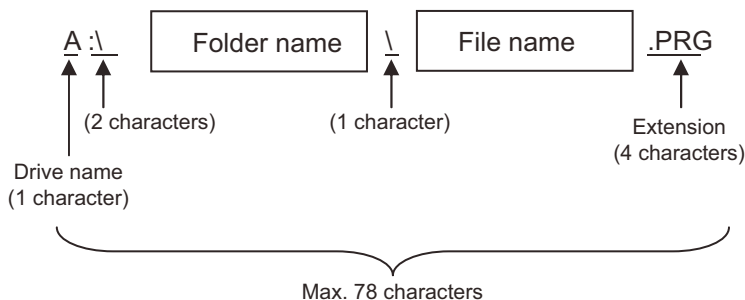 A :\ Folder name \ File name .PRG
(2 characters) (1 character) Extension
(4 characters)
Drive name
(1 character)
Max. 78 characters